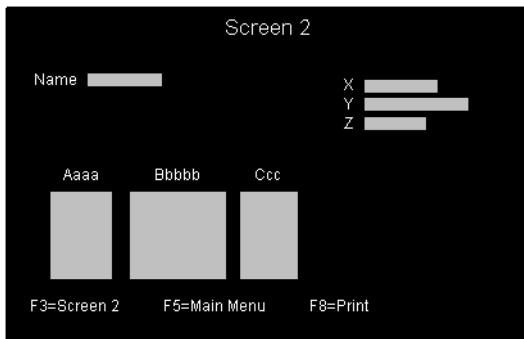 Screen 2
Name
X
Y
Z
Aaaa Bbbbb Ccc
F3=Screen 2 F5=Main Menu F8=Print